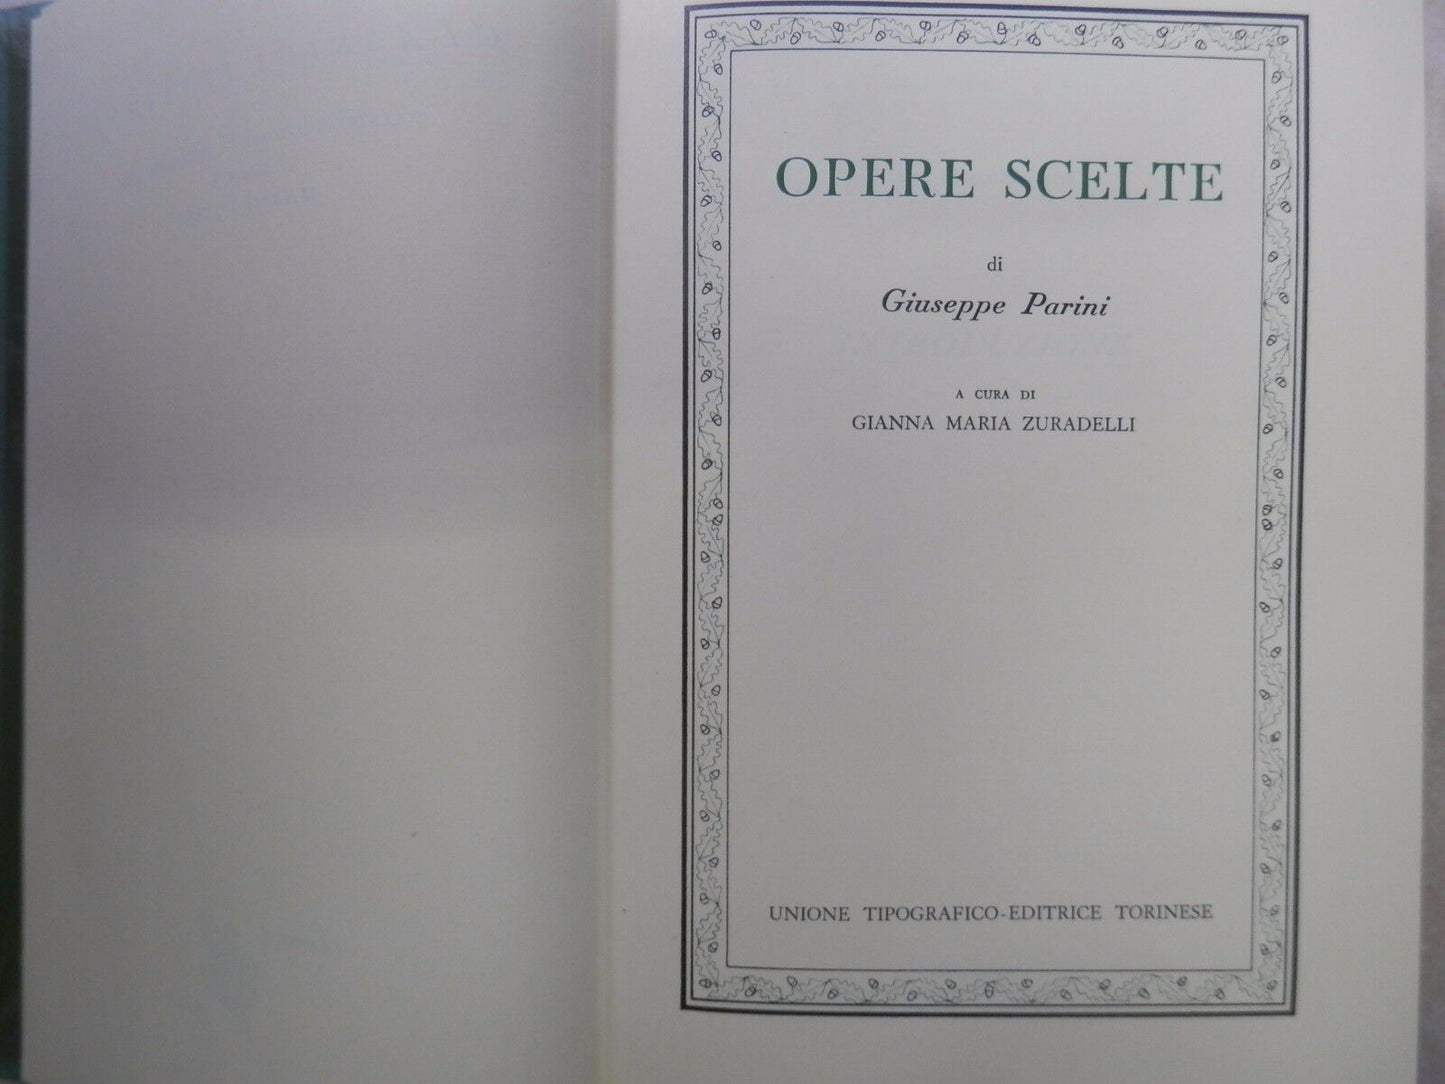 OPERE SCELTE
di
Giuseppe Parini
A CURA DI
GIANNA MARIA ZURADELLI
UNIONE TIPOGRAFICO-EDITRICE TORINESE